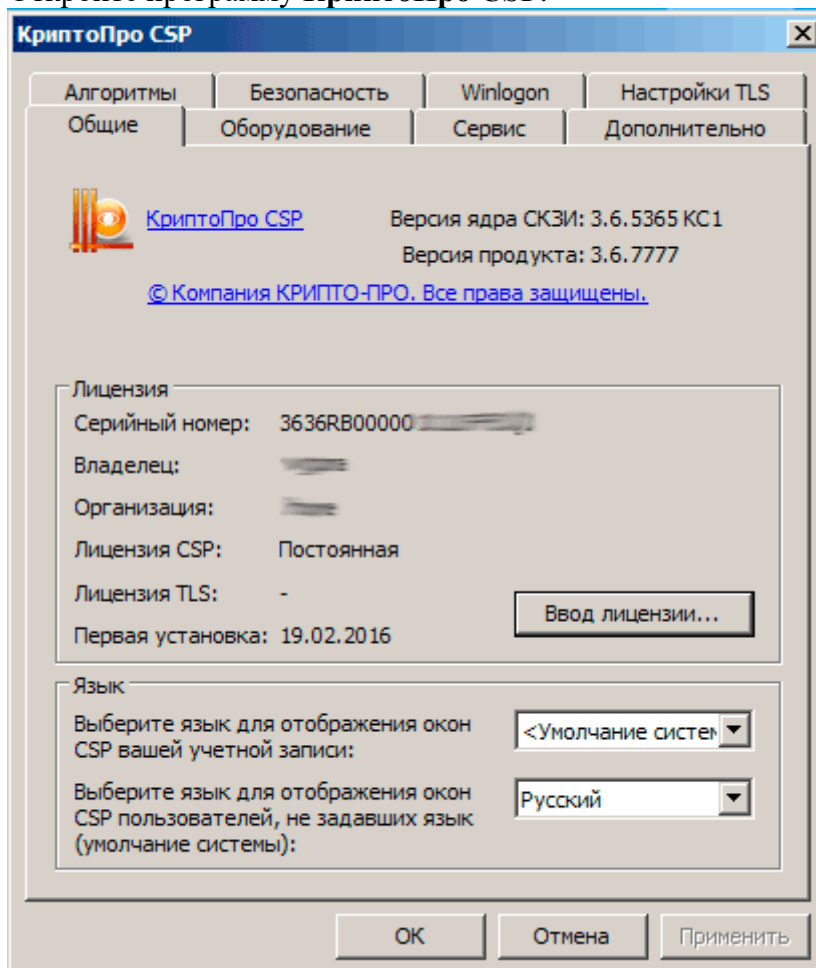 КриптоПро CSP
Алгоритмы Безопасность Winlogon Настройки TLS
Общие Оборудование Сервис Дополнительно
КриптоПро CSP Версия ядра СКЗИ: 3.6.5365 КС1
Версия продукта: 3.6.7777
© Компания КРИПТО-ПРО. Все права защищены.
Лицензия
Серийный номер: 3636RB00000
Владелец:
Организация:
Лицензия CSP: Постоянная
Лицензия TLS: -
Ввод лицензии...
Первая установка: 19.02.2016
Язык
Выберите язык для отображения окон
CSP вашей учетной записи:
<Умолчание систем
Выберите язык для отображения окон
CSP пользователей, не задавших язык
(умолчание системы):
Русский
ОК Отмена Применить